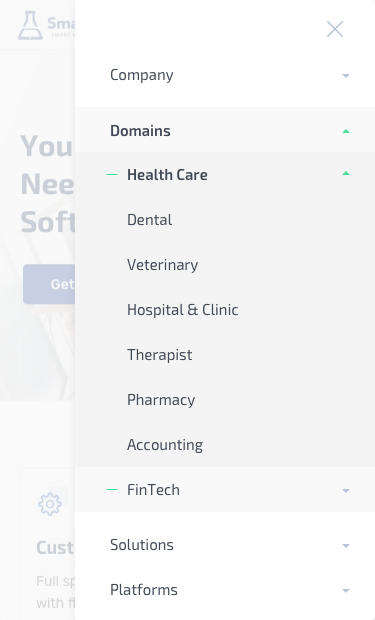 Sma
Company
Domains
You
Health Care
Nee
Soft
Dental
Veterinary
Get
Hospital & Clinic
Therapist
Pharmacy
Accounting
FinTech
Cust
Solutions
Full sp
Platforms
with fl